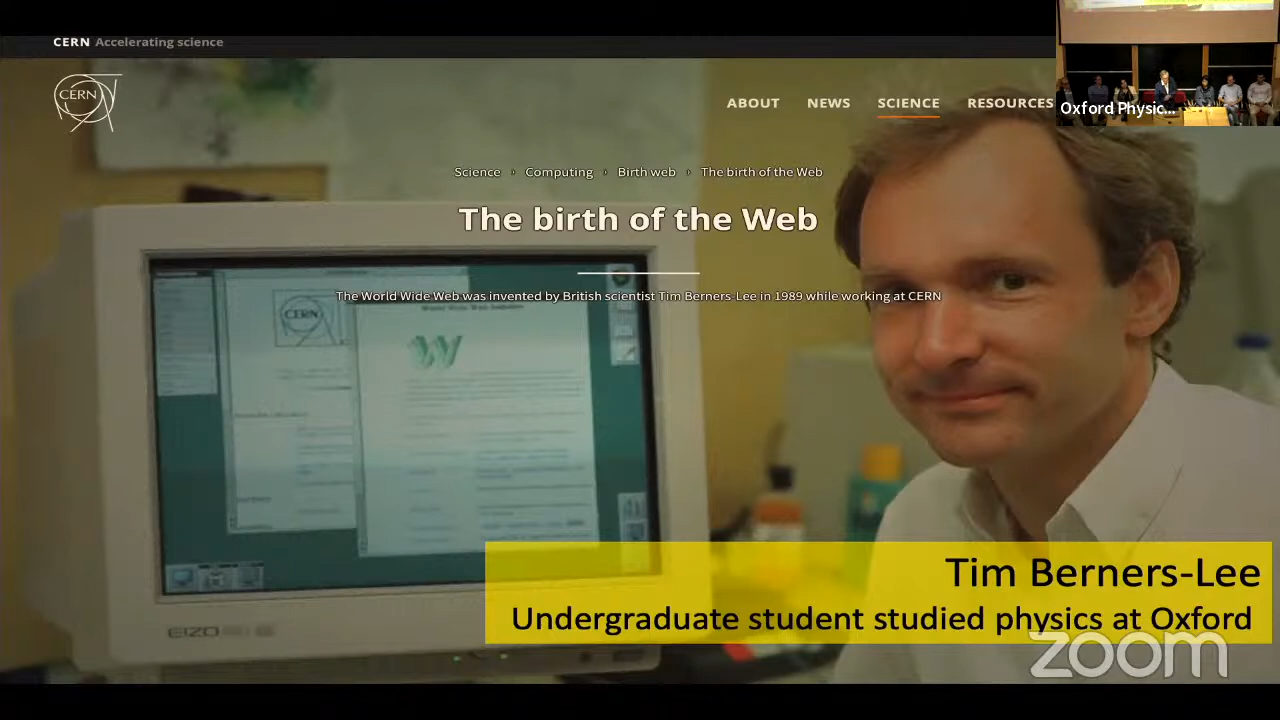 CERN Accelerating science
CERN
ABOUT NEWS SCIENCE RESOURCES
Oxford Physic...
Science › Computing › Birth web › The birth of the Web
The birth of the Web
The World Wide Web was invented by British scientist Tim Berners-Lee in 1989 while working at CERN
CERN
W
EIZO
Tim Berners-Lee
Undergraduate student studied physics at Oxford
zoom